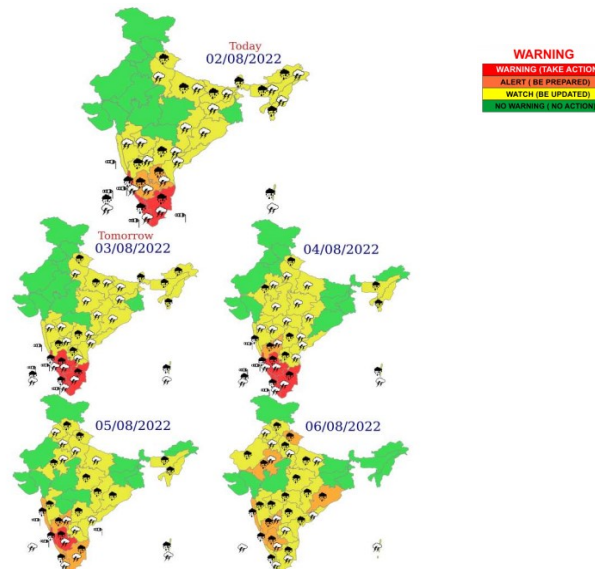 Today
02/08/2022
WARNING
WARNING (TAKE ACTION)
ALERT ( BE PREPARED)
WATCH (BE UPDATED)
NO WARNING ( NO ACTION)
Tomorrow
03/08/2022
04/08/2022
05/08/2022
06/08/2022